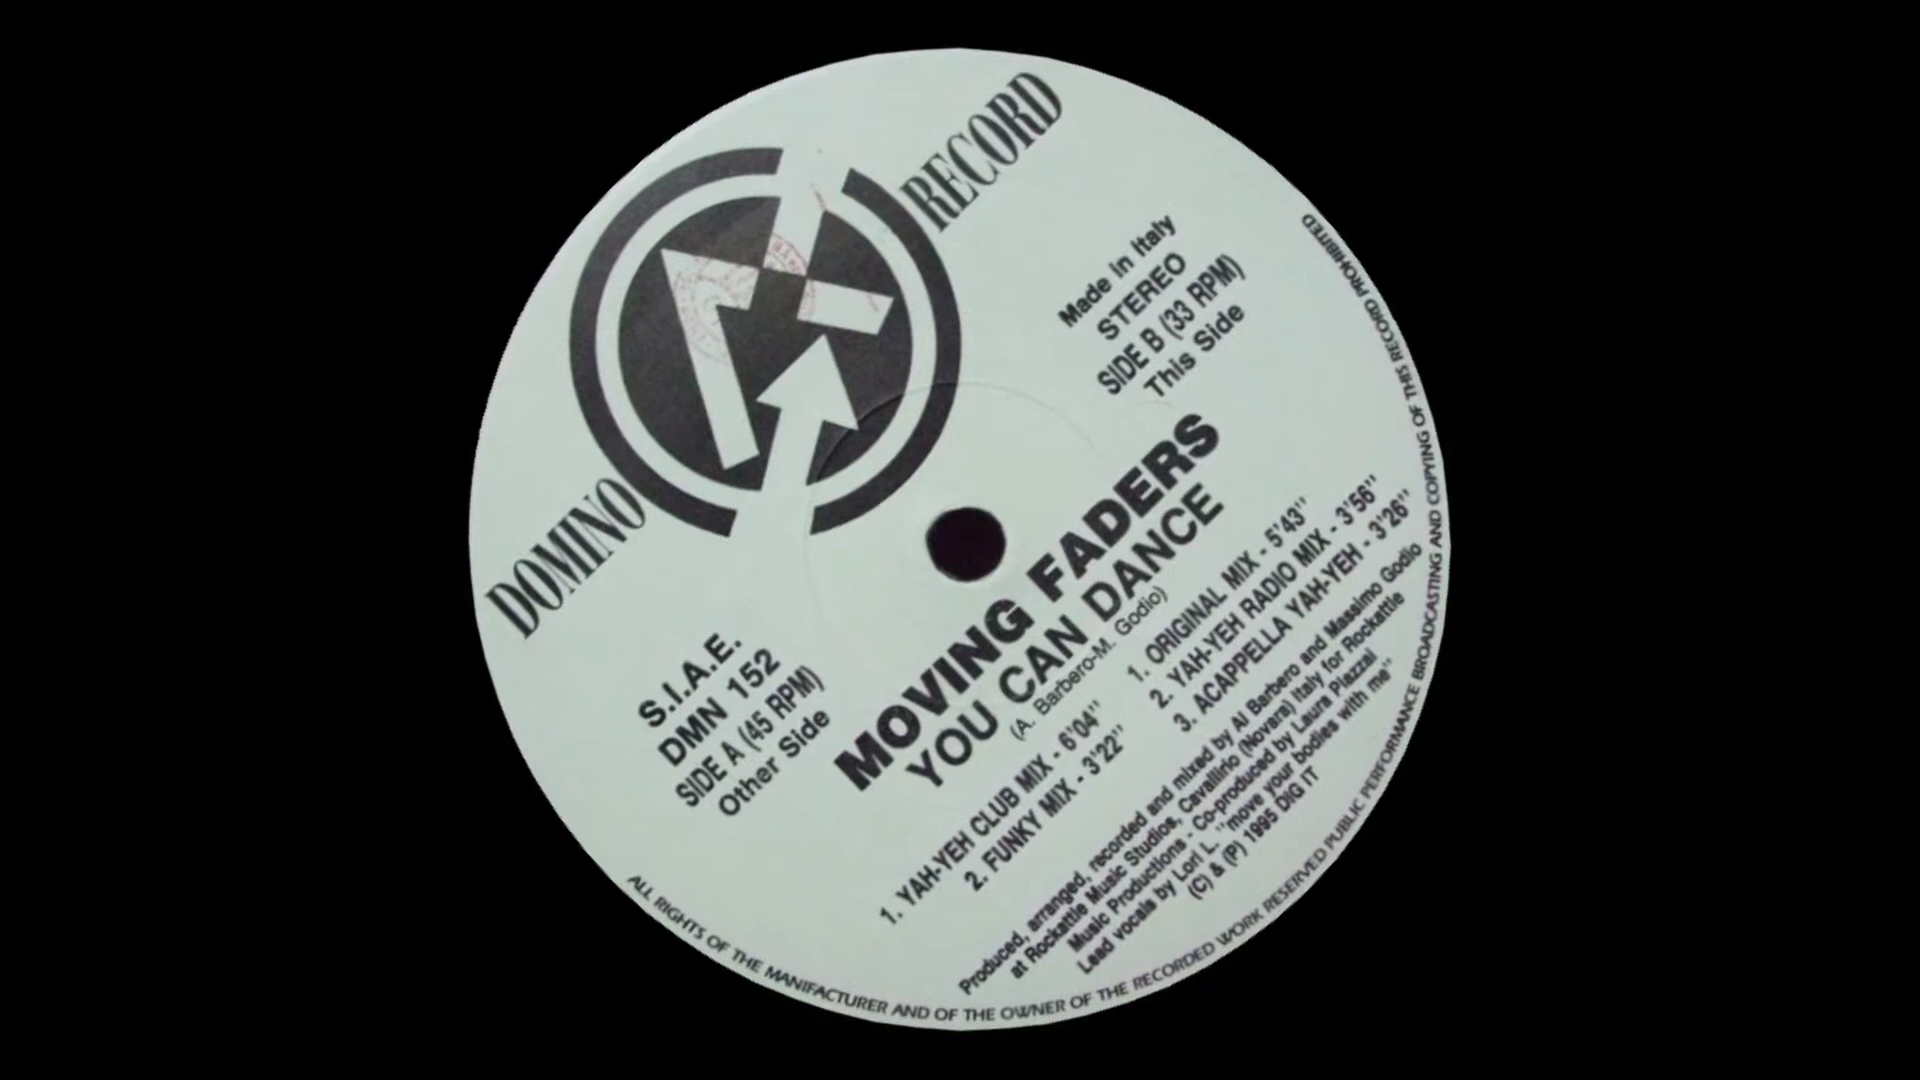 DOMINO RECORD
Made in Italy
STEREO
SIDE B (33 RPM)
This Side
S.I.A.E.
DMN 152
SIDE A (45 RPM)
Other Side
MOVING FADERS
YOU CAN DANCE
(A. Barbero-M. Godio)
1. YAH-YEH CLUB MIX - 6'04"
2. FUNKY MIX - 3'22"
1. ORIGINAL MIX - 5'43"
2. YAH-YEH RADIO MIX - 3'56"
3. ACAPPELLA YAH-YEH - 3'26"
Produced, arranged, recorded and mixed by Al Barbero and Massimo Godio
at Rockattle Music Studios, Cavallirio (Novara) Italy for Rockattle
Music Productions - Co-produced by Laura Piazzai
Lead vocals by Lori L. "move your bodies with me"
(C) & (P) 1995 DIG IT
ALL RIGHTS OF THE MANIFACTURER AND OF THE OWNER OF THE RECORDED WORK RESERVED PUBLIC PERFORMANCE BROADCASTING AND COPYING OF THIS RECORD PROHIBITED